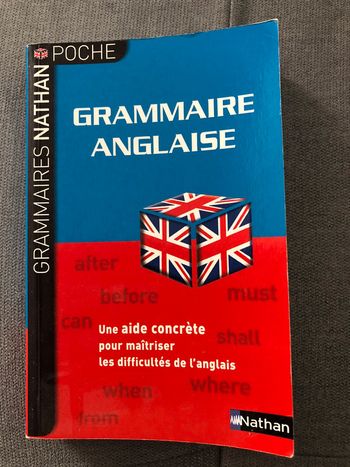 GRAMMAIRES NATHAN POCHE
GRAMMAIRE
ANGLAISE
after
before
must
can
Une aide concrète
pour maîtriser
shall
les difficultés de l'anglais
when
where
from
Nathan